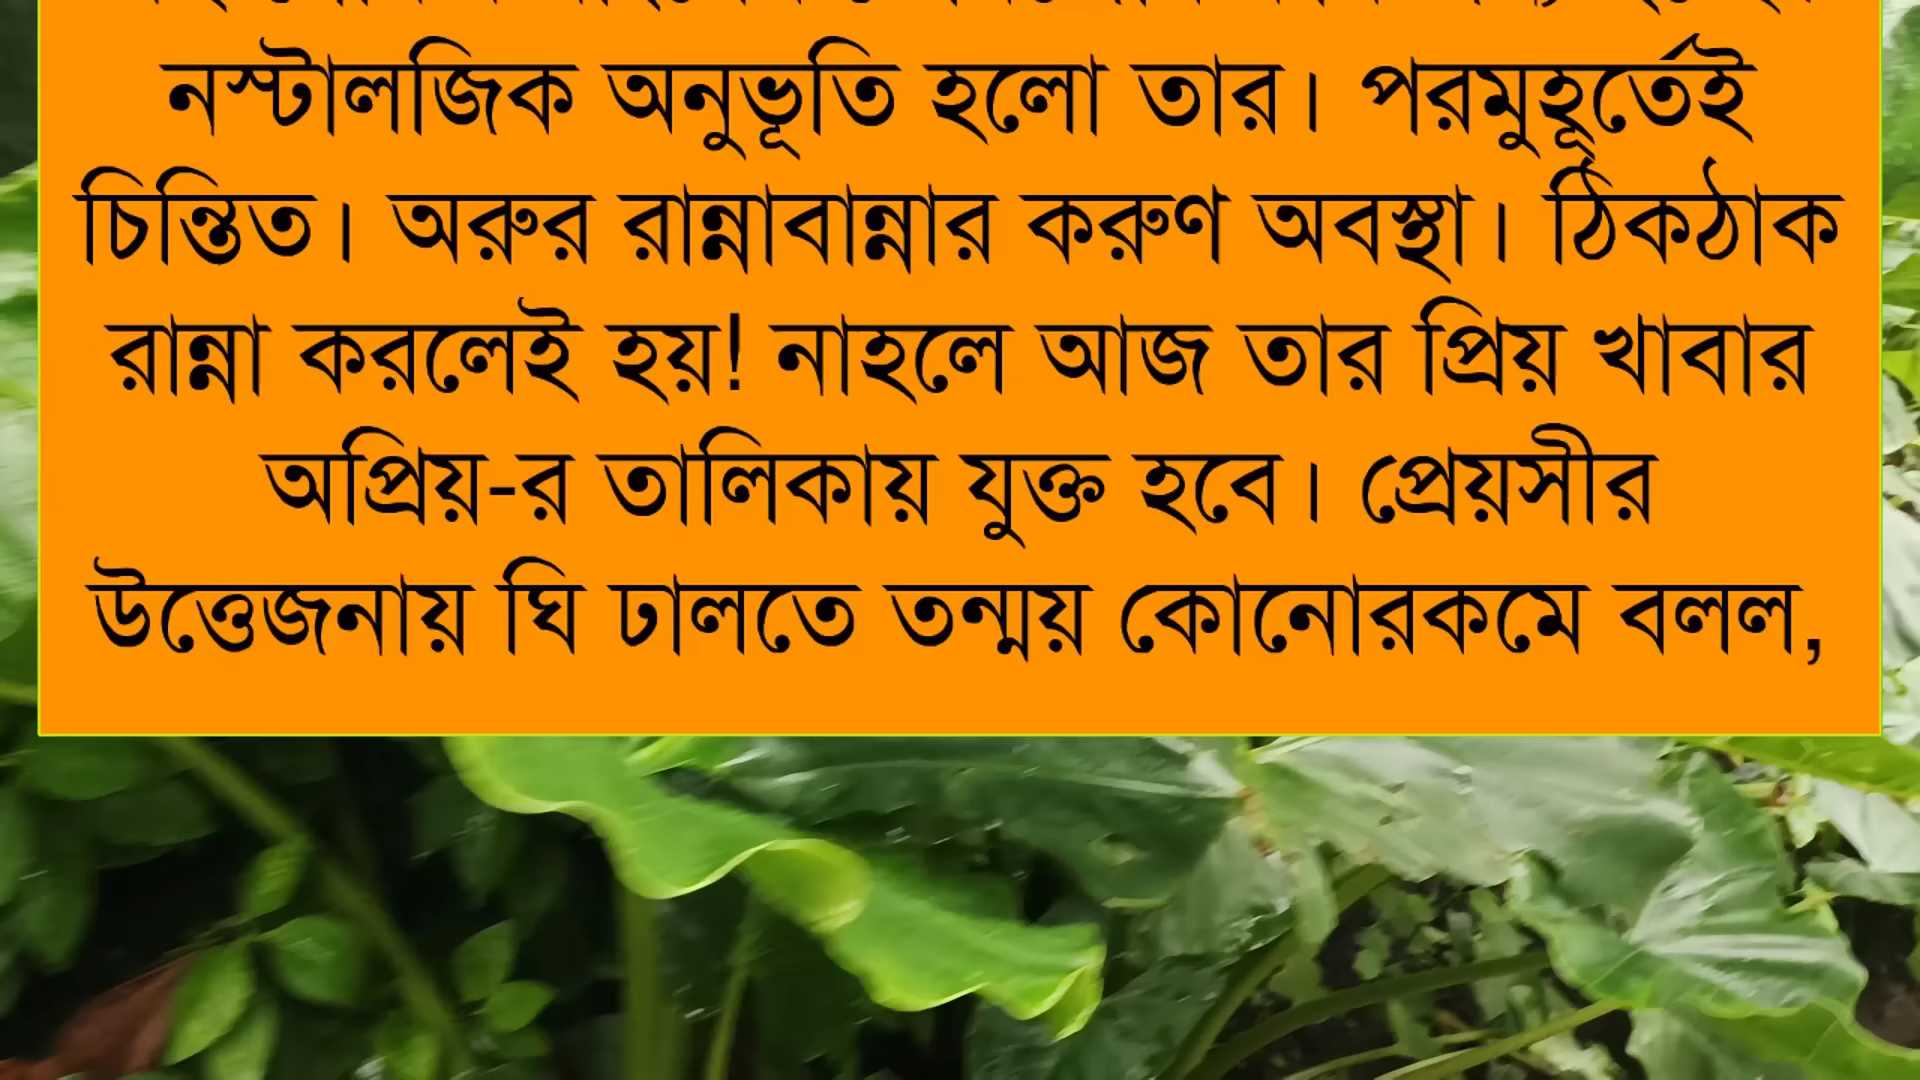 নস্টালজিক অনুভূতি হলো তার। পরমুহূর্তেই
চিন্তিত। অরুর রান্নাবান্নার করুণ অবস্থা। ঠিকঠাক
রান্না করলেই হয়! নাহলে আজ তার প্রিয় খাবার
অপ্রিয়-র তালিকায় যুক্ত হবে। প্রেয়সীর
উত্তেজনায় ঘি ঢালতে তন্ময় কোনোরকমে বলল,